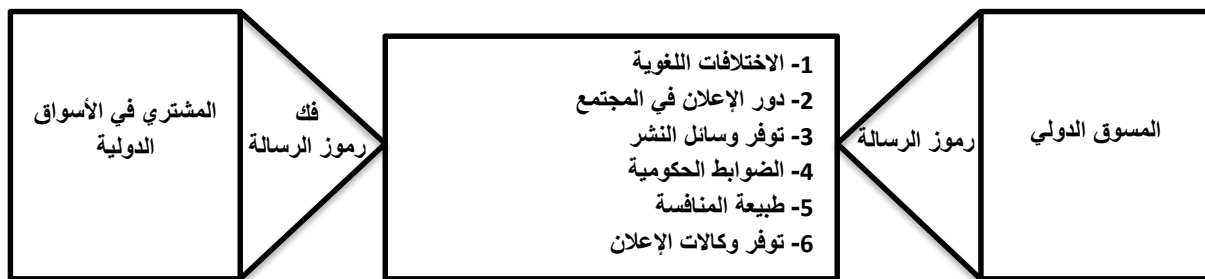 المسوق الدولي
رموز الرسالة
1- الاختلافات اللغوية
2- دور الإعلان في المجتمع
3- توفر وسائل النشر
4- الضوابط الحكومية
5- طبيعة المنافسة
6- توفر وكالات الإعلان
فك
رموز الرسالة
المشتري في الأسواق
الدولية